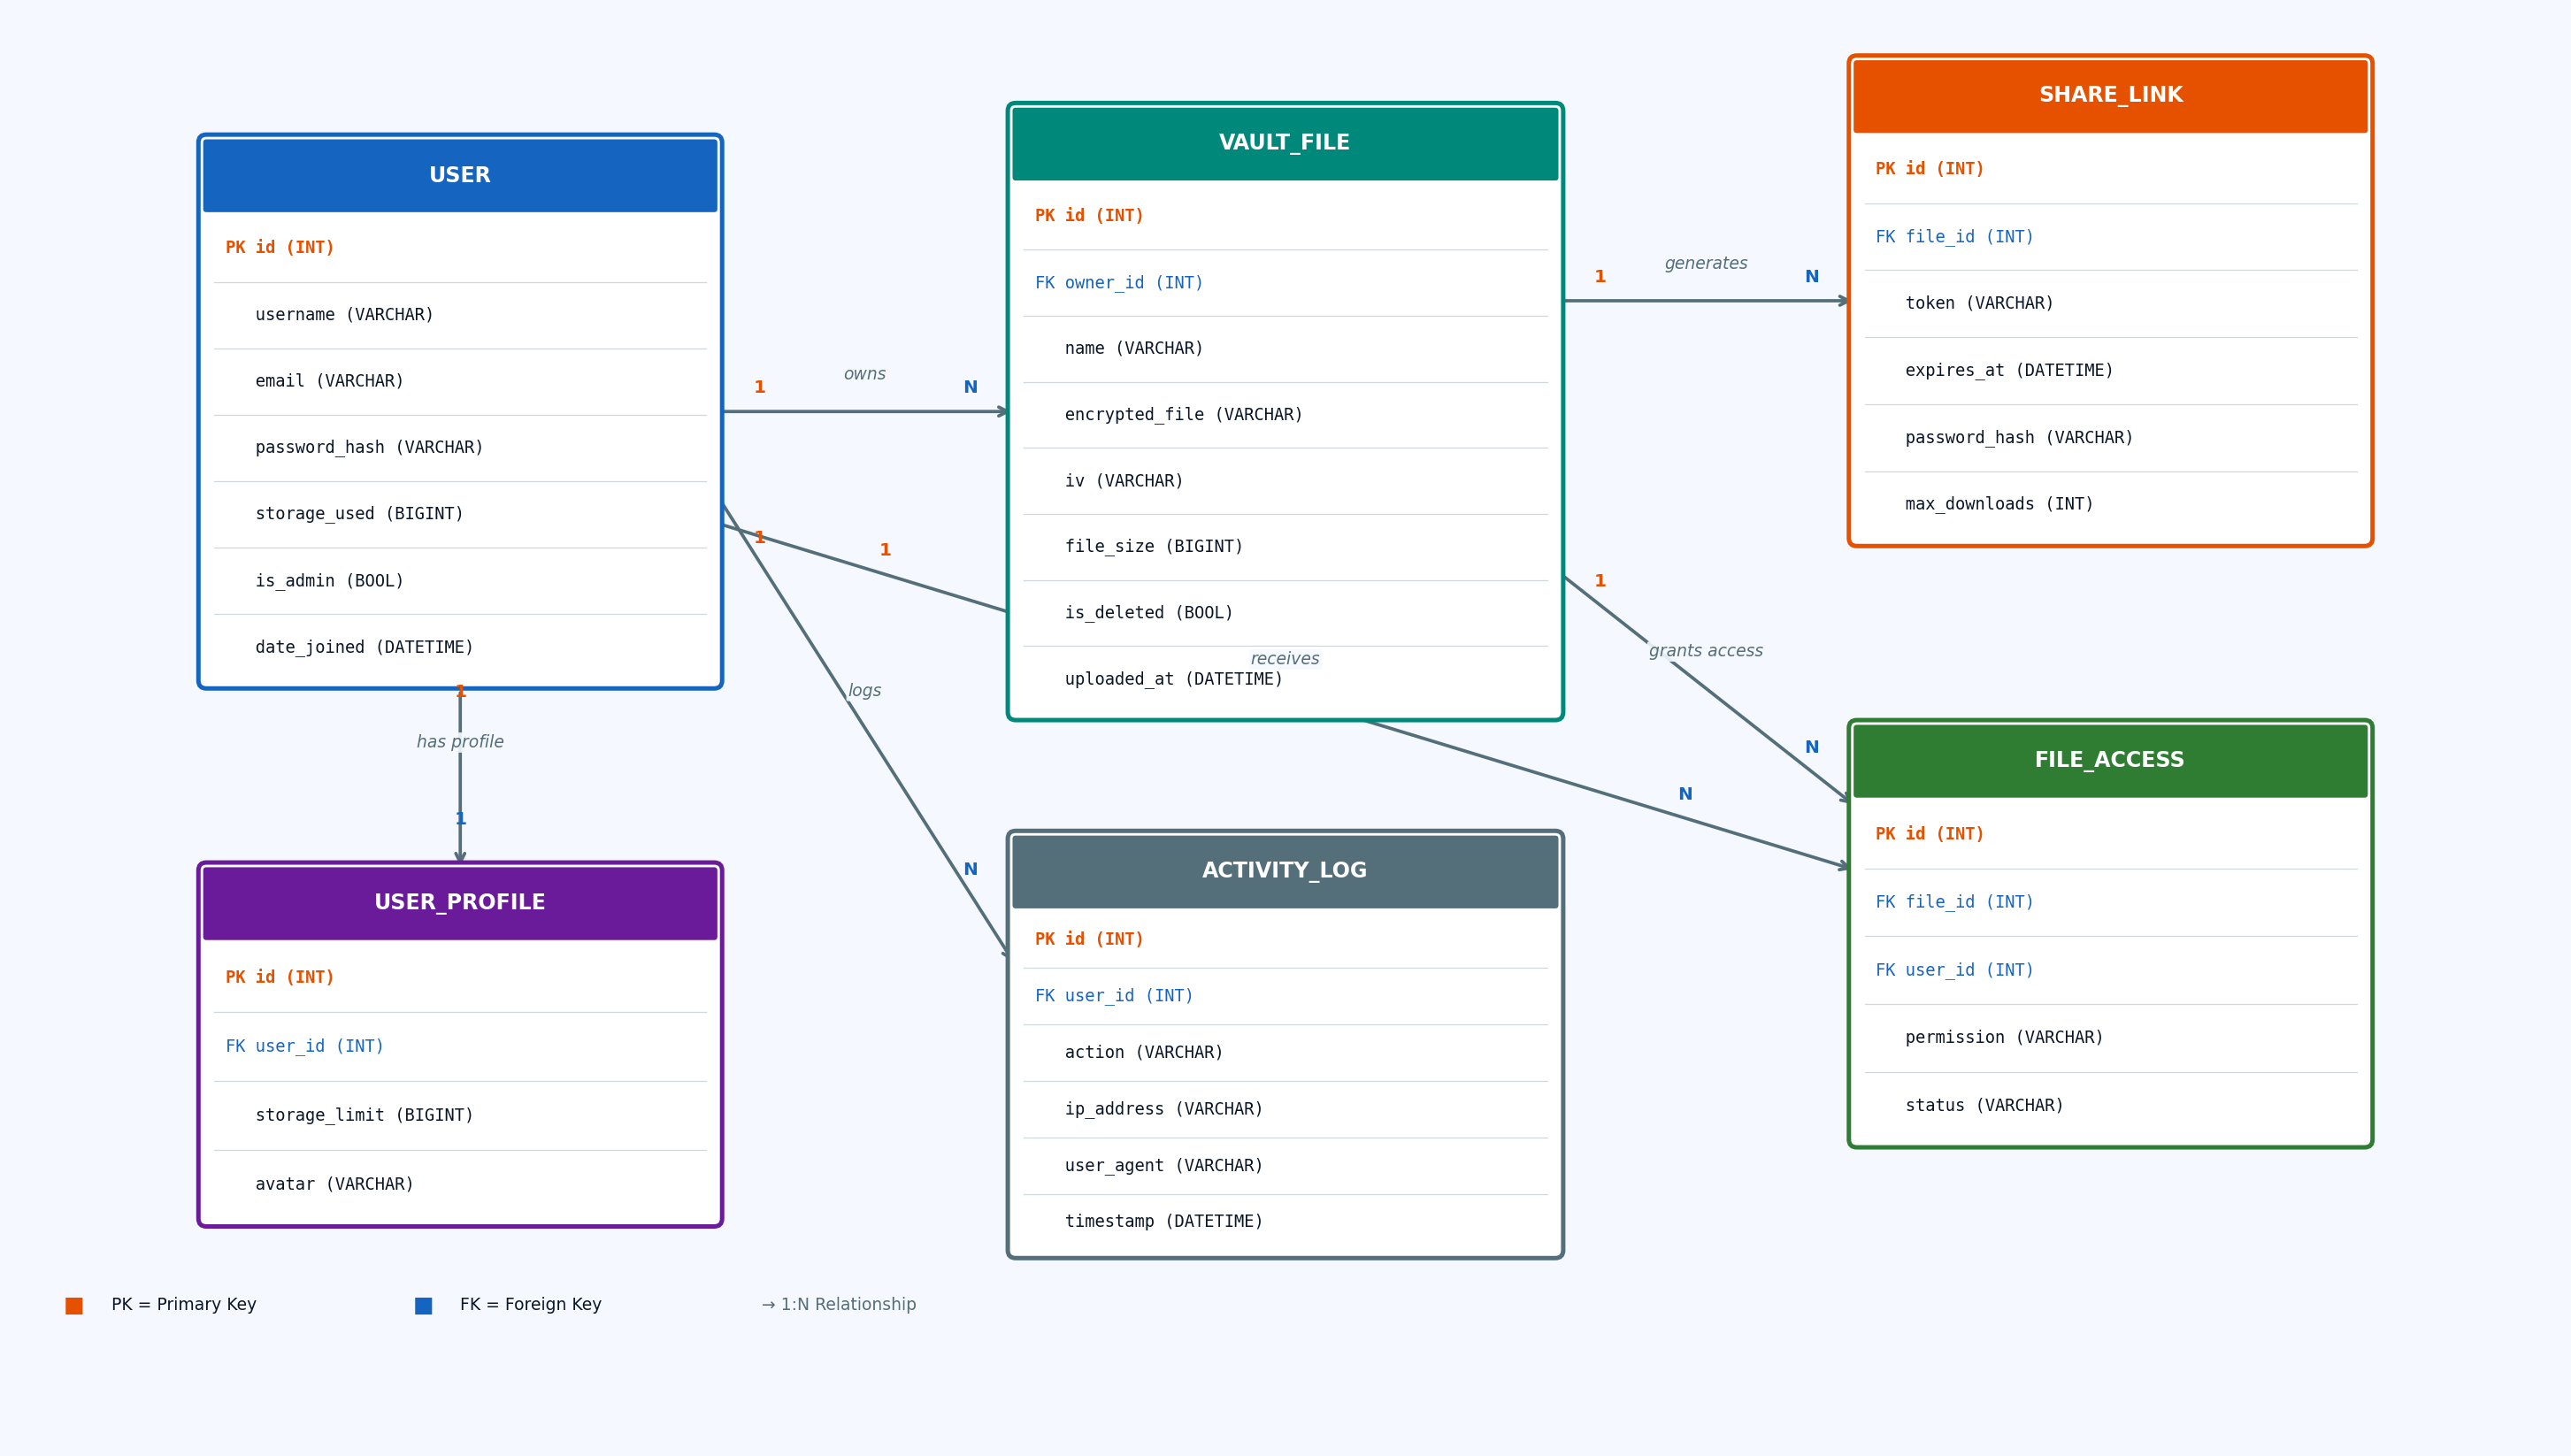 USER
PK id (INT)
username (VARCHAR)
email (VARCHAR)
password_hash (VARCHAR)
storage_used (BIGINT)
is_admin (BOOL)
date_joined (DATETIME)
1
has profile
1
USER_PROFILE
PK id (INT)
FK user_id (INT)
storage_limit (BIGINT)
avatar (VARCHAR)
1
owns
N
1
1
receives
N
logs
N
VAULT_FILE
PK id (INT)
FK owner_id (INT)
name (VARCHAR)
encrypted_file (VARCHAR)
iv (VARCHAR)
file_size (BIGINT)
is_deleted (BOOL)
uploaded_at (DATETIME)
ACTIVITY_LOG
PK id (INT)
FK user_id (INT)
action (VARCHAR)
ip_address (VARCHAR)
user_agent (VARCHAR)
timestamp (DATETIME)
1
generates
N
1
grants access
N
SHARE_LINK
PK id (INT)
FK file_id (INT)
token (VARCHAR)
expires_at (DATETIME)
password_hash (VARCHAR)
max_downloads (INT)
FILE_ACCESS
PK id (INT)
FK file_id (INT)
FK user_id (INT)
permission (VARCHAR)
status (VARCHAR)
PK = Primary Key
FK = Foreign Key
→ 1:N Relationship